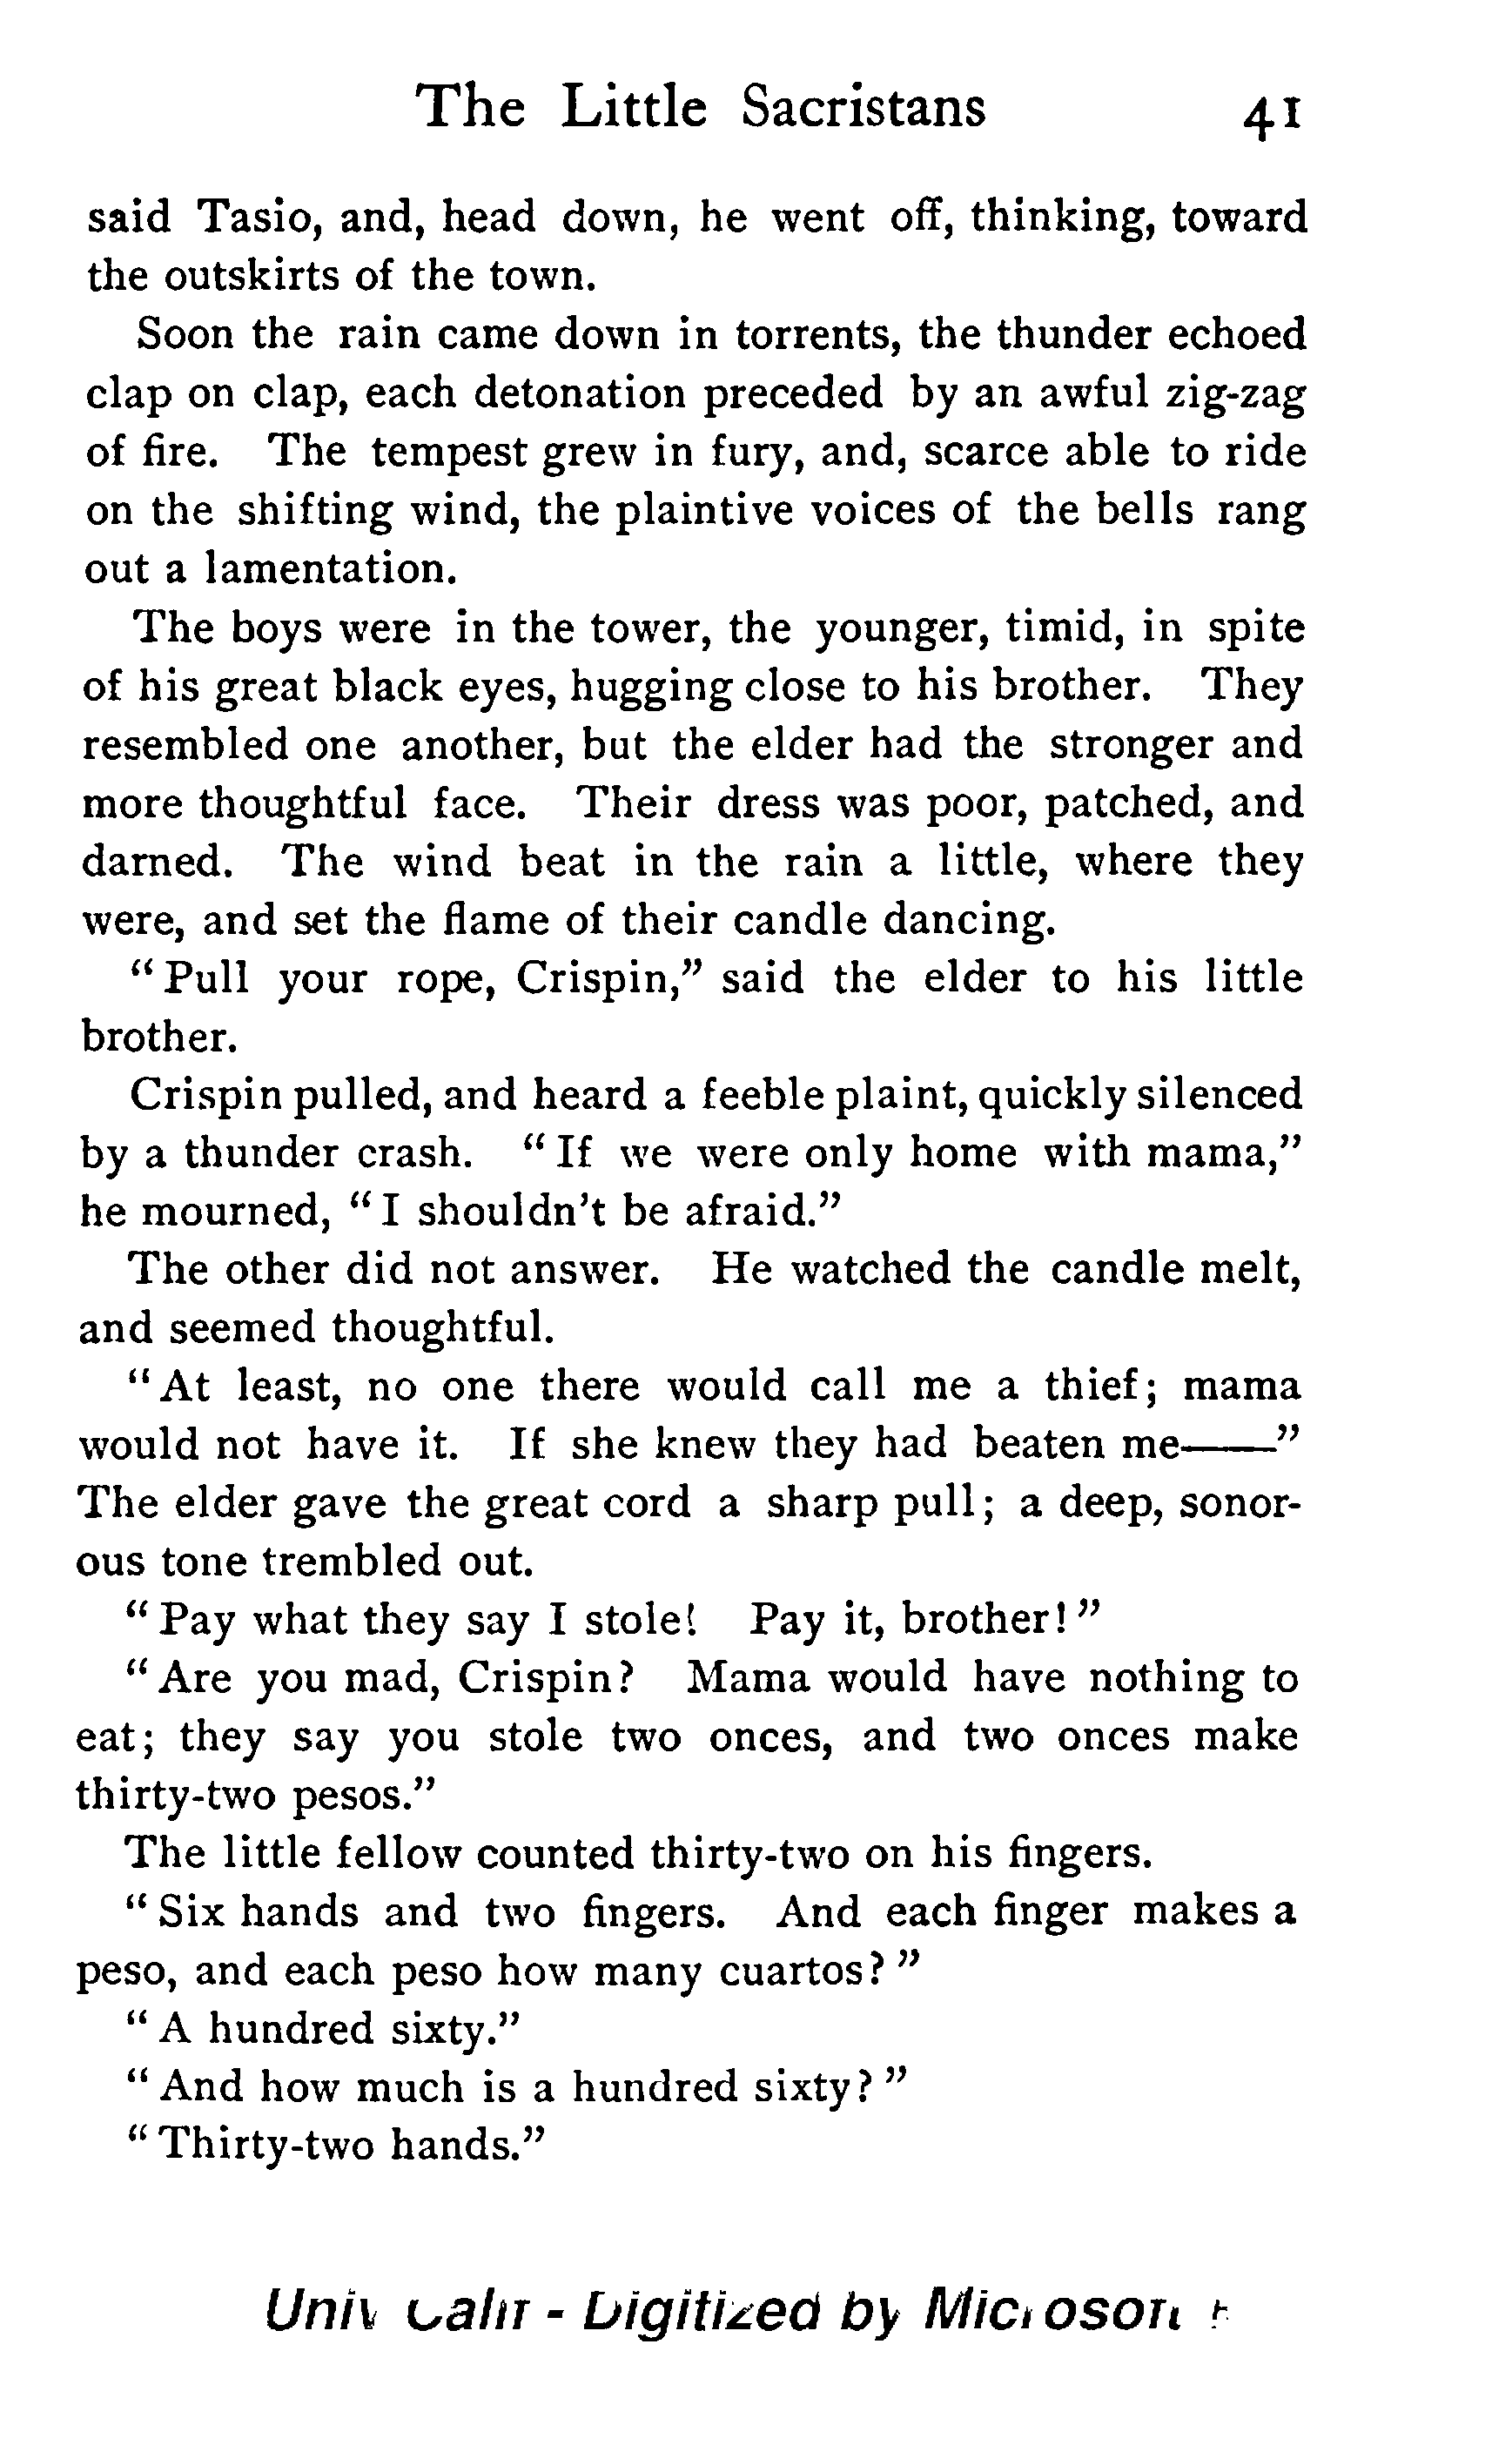 The Little Sacristans 41
said Tasio, and, head down, he went off, thinking, toward
the outskirts of the town.
Soon the rain came down in torrents, the thunder echoed
clap on clap, each detonation preceded by an awful zig-zag
of fire. The tempest grew in fury, and, scarce able to ride
on the shifting wind, the plaintive voices of the bells rang
out a lamentation.
The boys were in the tower, the younger, timid, in spite
of his great black eyes, hugging close to his brother. They
resembled one another, but the elder had the stronger and
more thoughtful face. Their dress was poor, patched, and
darned. The wind beat in the rain a little, where they
were, and set the flame of their candle dancing.
“Pull your rope, Crispin,” said the elder to his little
brother.
Crispin pulled, and heard a feeble plaint, quickly silenced
by a thunder crash. “If we were only home with mama,”
he mourned, “I shouldn't be afraid.”
The other did not answer. He watched the candle melt,
and seemed thoughtful.
“At least, no one there would call me a thief; mama
would not have it. If she knew they had beaten me——”
The elder gave the great cord a sharp pull; a deep, sonor-
ous tone trembled out.
“Pay what they say I stole! Pay it, brother!”
“Are you mad, Crispin? Mama would have nothing to
eat; they say you stole two onces, and two onces make
thirty-two pesos.”
The little fellow counted thirty-two on his fingers.
“Six hands and two fingers. And each finger makes a
peso, and each peso how many cuartos?”
“A hundred sixty.”
“And how much is a hundred sixty?”
“Thirty-two hands.”
Univ Calif - Digitized by Microsoft